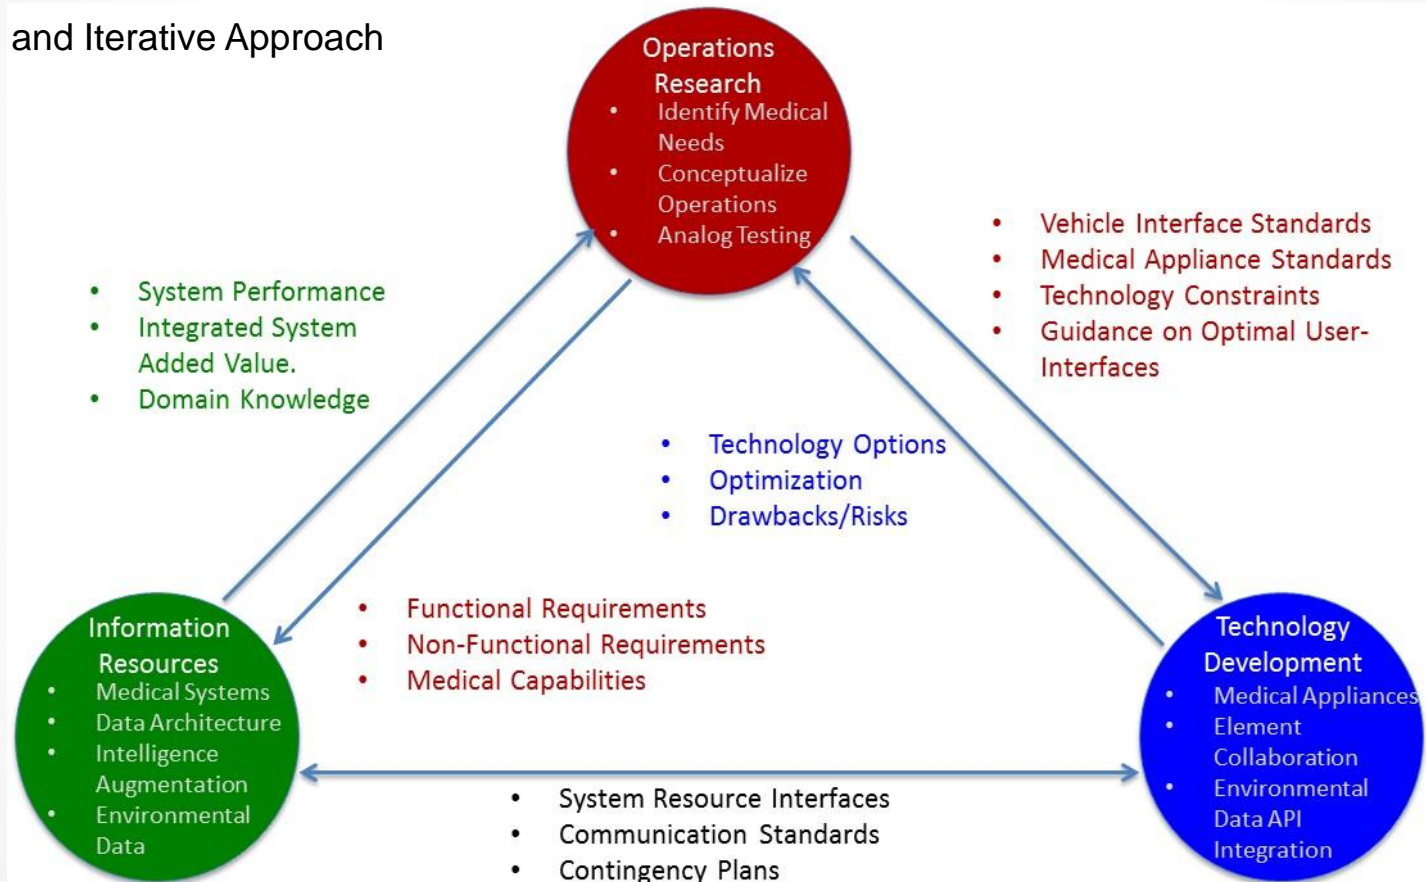 and Iterative Approach
Operations
Research
• Identify Medical
Needs
• Conceptualize
Operations
• Analog Testing
• System Performance
• Integrated System
Added Value.
• Domain Knowledge
• Vehicle Interface Standards
• Medical Appliance Standards
• Technology Constraints
• Guidance on Optimal User-
Interfaces
• Technology Options
• Optimization
• Drawbacks/Risks
• Functional Requirements
• Non-Functional Requirements
• Medical Capabilities
Information
Resources
• Medical Systems
• Data Architecture
• Intelligence
Augmentation
• Environmental
Data
Technology
Development
• Medical Appliances
• Element
Collaboration
• Environmental
Data API
Integration
• System Resource Interfaces
• Communication Standards
• Contingency Plans